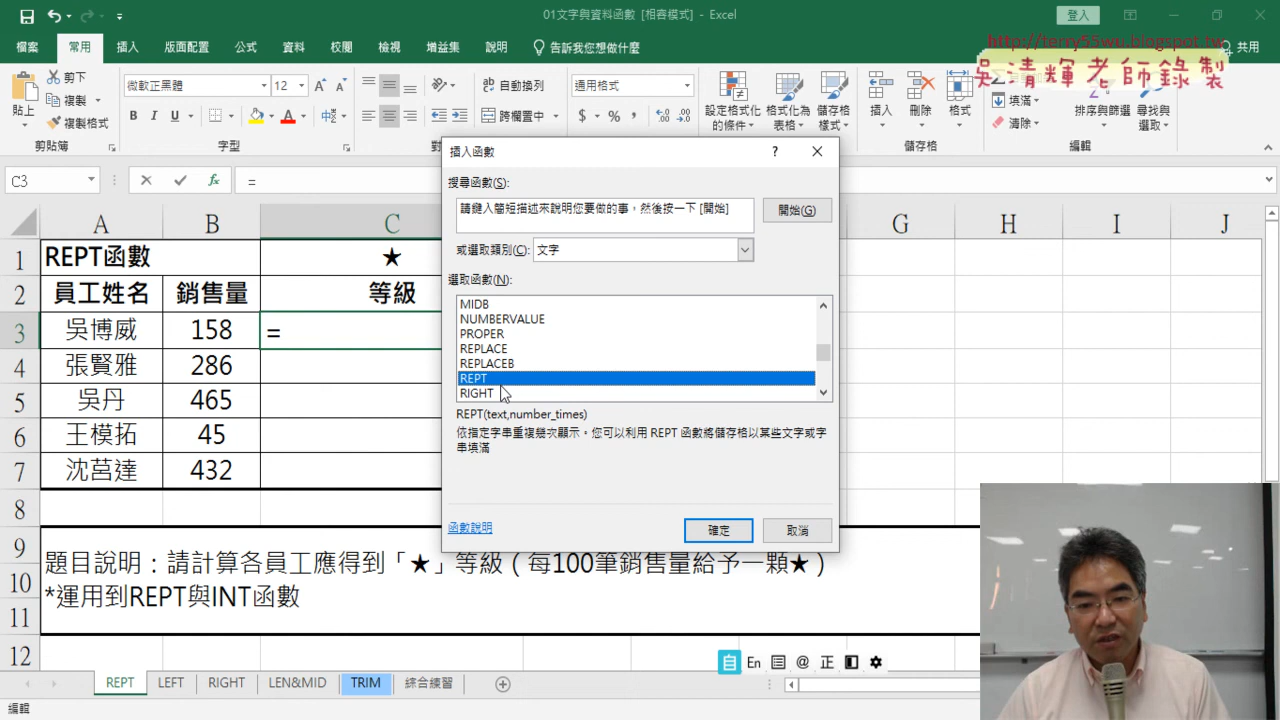 01文字與資料函數 [相容模式] - Excel
登入
檔案 常用 插入 版面配置 公式 資料 校閱 檢視 增益集 說明 告訴我您想做什麼 共用
http://terry55wu.blogspot.tw
吳清輝老師錄製
貼上 剪下 複製 複製格式 剪貼簿
微軟正黑體 12 B I U 字型
自動換列 跨欄置中
通用格式 $ %
設定格式化的條件 格式化為表格 儲存格樣式
插入 刪除 格式 儲存格
填滿 清除 排序與篩選 尋找與選取 編輯
C3 fx =
插入函數 ?
搜尋函數(S):
請鍵入簡短描述來說明您要做的事，然後按一下 [開始] 開始(G)
或選取類別(C): 文字
選取函數(N):
MIDB
NUMBERVALUE
PROPER
REPLACE
REPLACEB
REPT
RIGHT
REPT(text,number_times)
依指定字串重複幾次顯示。您可以利用 REPT 函數將儲存格以某些文字或字
串填滿
函數說明 確定 取消
A B C G H I J
1 REPT函數 ★
2 員工姓名 銷售量 等級
3 吳博威 158 =
4 張賢雅 286
5 吳丹 465
6 王模拓 45
7 沈莒達 432
8
9
題目說明：請計算各員工應得到「★」等級（每100筆銷售量給予一顆★）
10
*運用到REPT與INT函數
11
12
REPT LEFT RIGHT LEN&MID TRIM 綜合練習
En @ 正
編輯